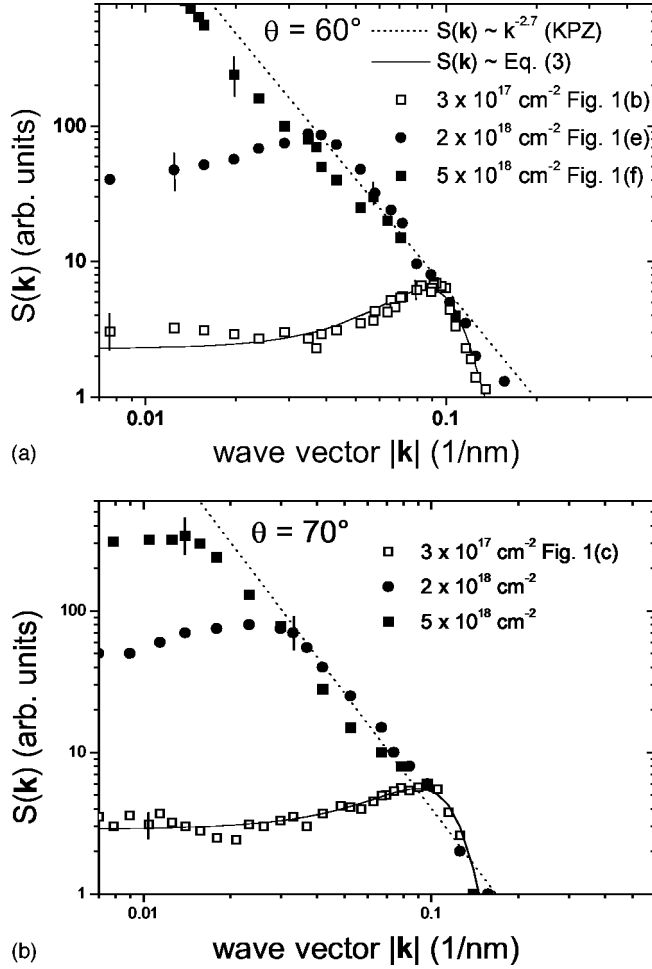 θ = 60°
S(k) ~ k^-2.7 (KPZ)
S(k) ~ Eq. (3)
3 x 10^17 cm^-2 Fig. 1(b)
2 x 10^18 cm^-2 Fig. 1(e)
5 x 10^18 cm^-2 Fig. 1(f)
100
10
1
S(k) (arb. units)
0.01
0.1
wave vector |k| (1/nm)
(a)
θ = 70°
3 x 10^17 cm^-2 Fig. 1(c)
2 x 10^18 cm^-2
5 x 10^18 cm^-2
100
10
1
S(k) (arb. units)
0.01
0.1
wave vector |k| (1/nm)
(b)